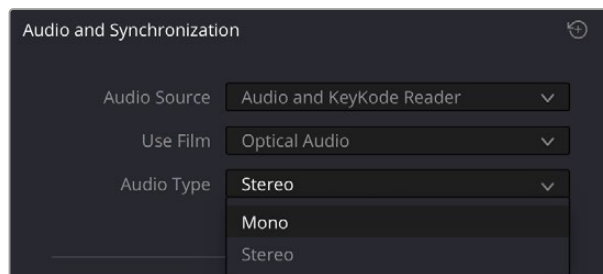 Audio and Synchronization
Audio Source Audio and KeyKode Reader
Use Film Optical Audio
Audio Type Stereo
Mono
Stereo